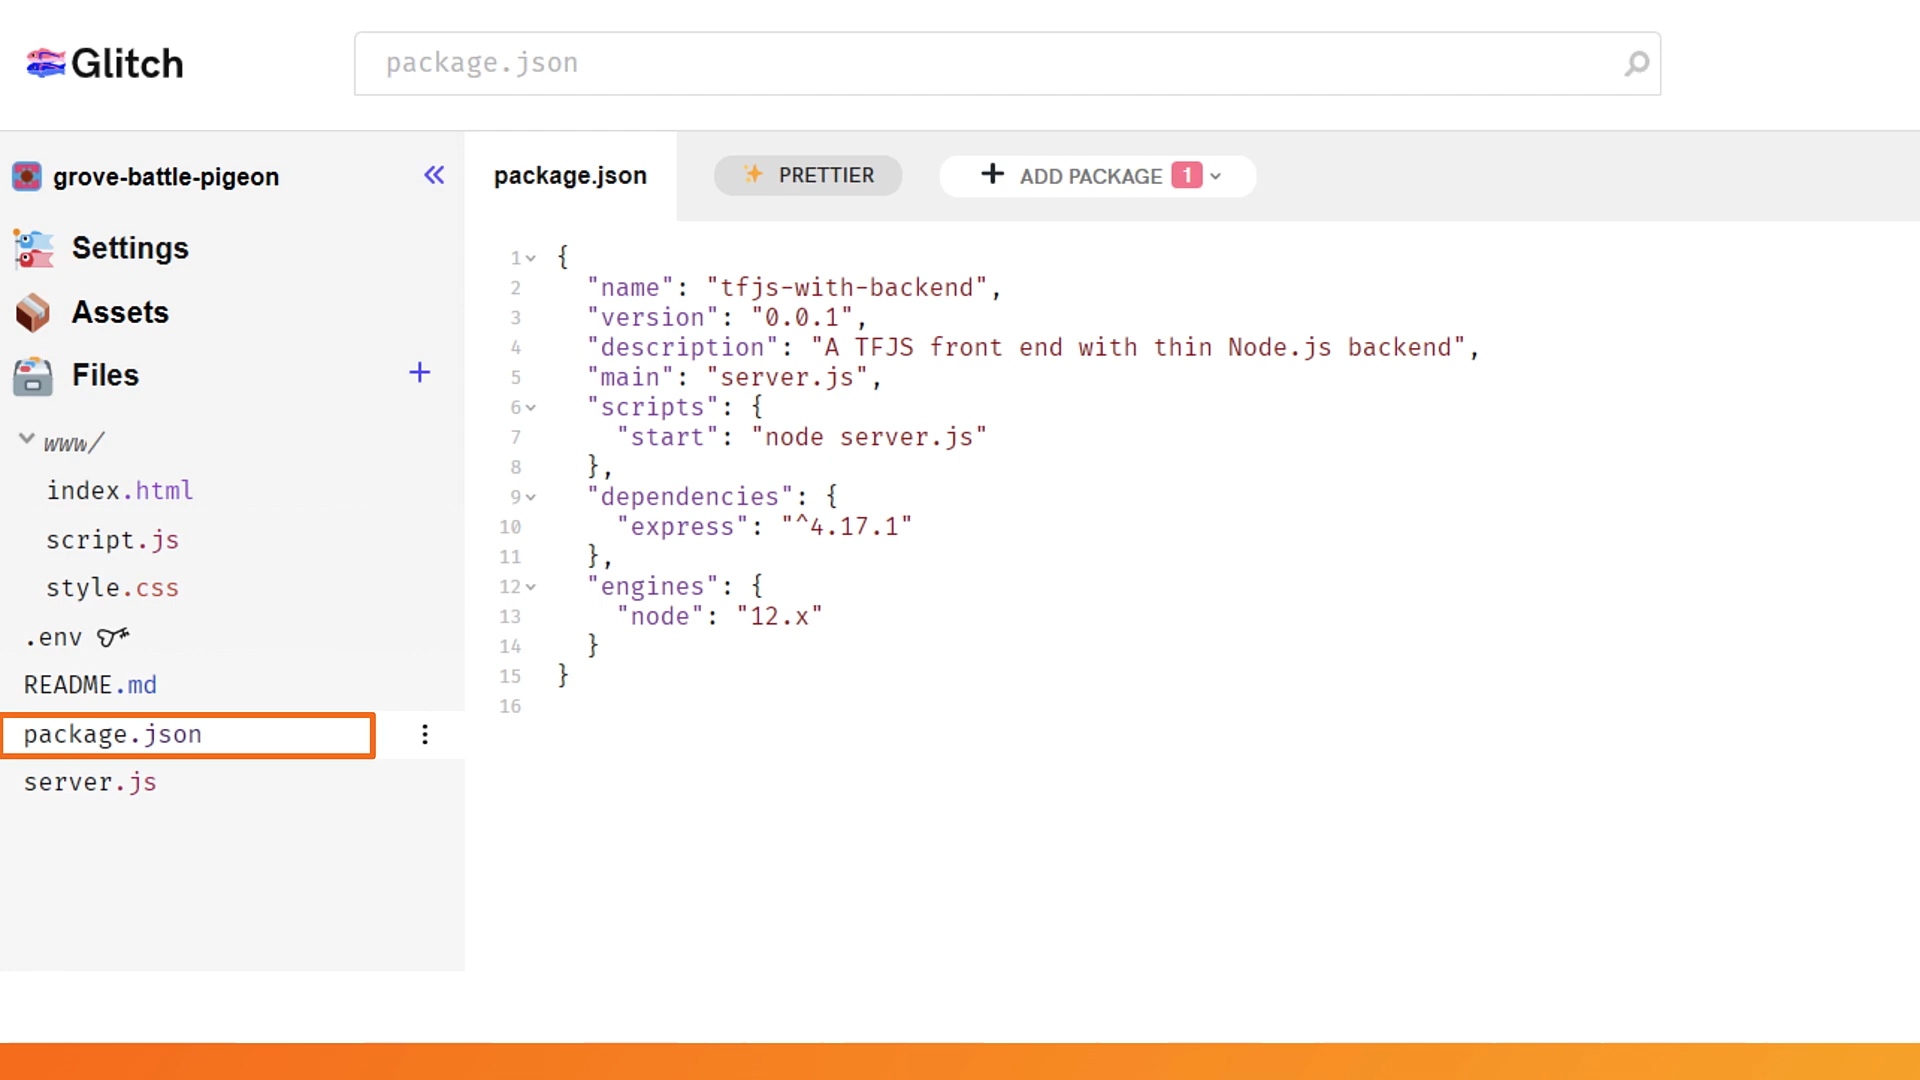 Glitch
package.json
grove-battle-pigeon
Settings
Assets
Files
www/
index.html
script.js
style.css
.env
README.md
package.json
server.js
package.json
PRETTIER
ADD PACKAGE 1
1 {
2 "name": "tfjs-with-backend",
3 "version": "0.0.1",
4 "description": "A TFJS front end with thin Node.js backend",
5 "main": "server.js",
6 "scripts": {
7 "start": "node server.js"
8 },
9 "dependencies": {
10 "express": "^4.17.1"
11 },
12 "engines": {
13 "node": "12.x"
14 }
15 }
16